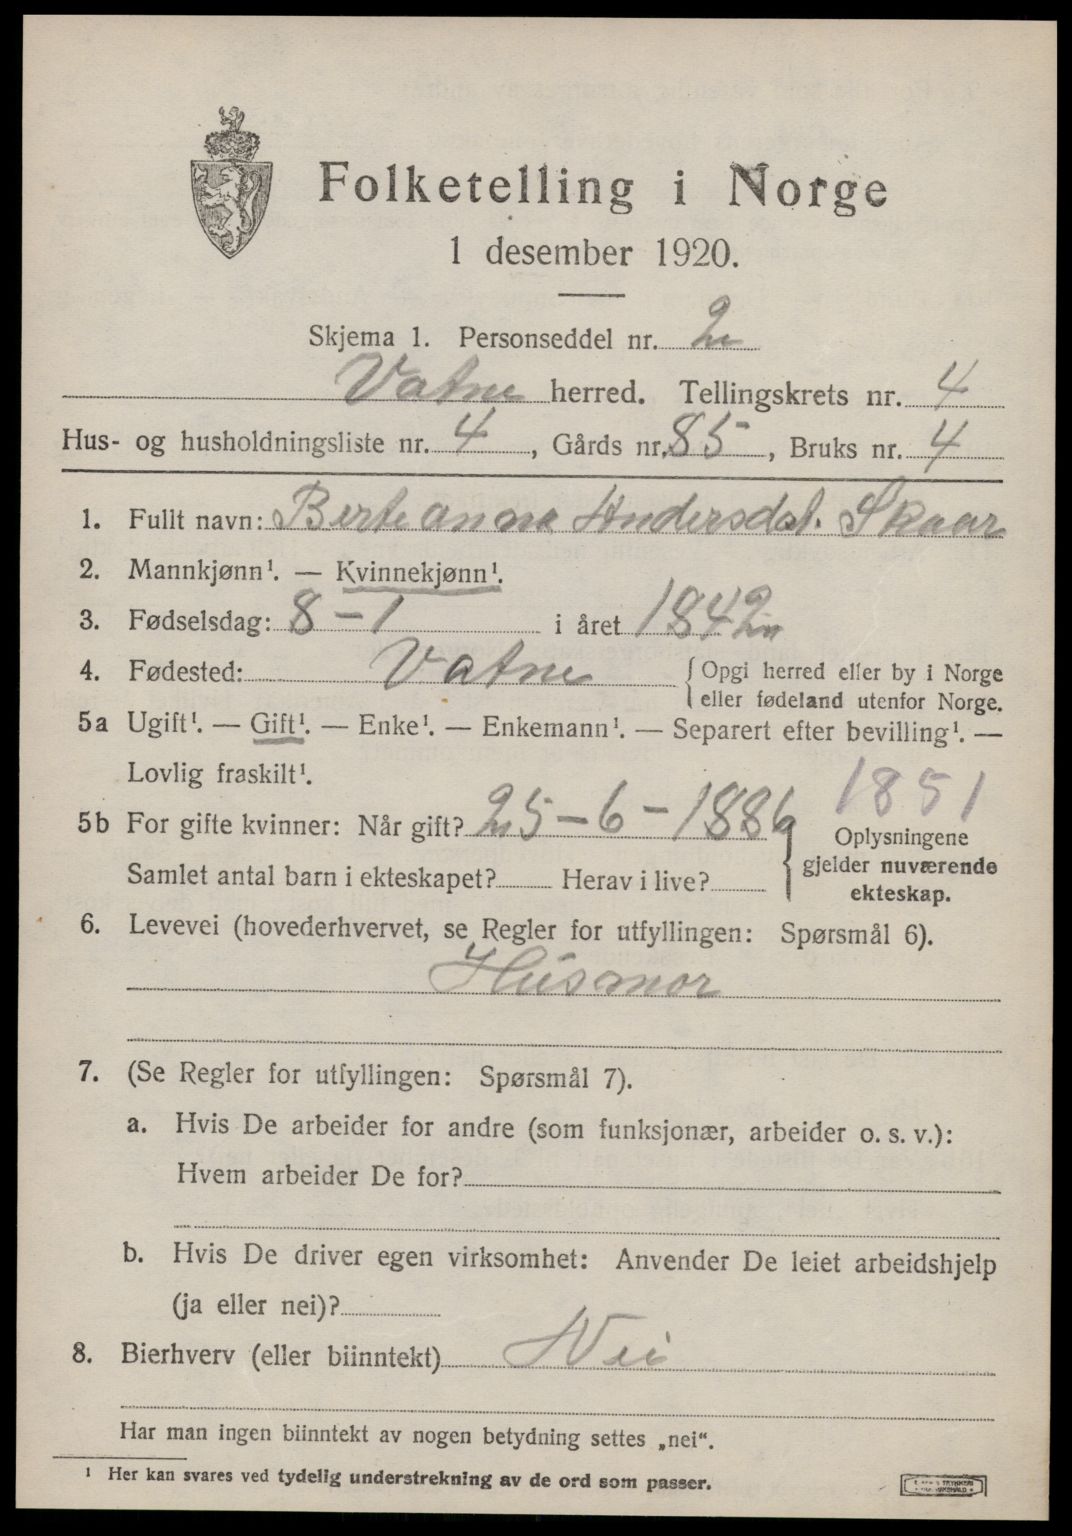 Folketelling i Norge
1 desember 1920.
Skjema 1. Personseddel nr. 2
Vatne herred. Tellingskrets nr. 4
Hus- og husholdningsliste nr. 4, Gårds nr. 85, Bruks nr. 4
1. Fullt navn: Berteanna Andersdat. Skaar
2. Mannkjønn¹. — Kvinnekjønn¹.
3. Fødselsdag: 8-1 i året 1842
4. Fødested: Vatne { Opgi herred eller by i Norge
eller fødeland utenfor Norge.
5a Ugift¹. — Gift¹. — Enke¹. — Enkemann¹. — Separert efter bevilling¹. —
Lovlig fraskilt¹.
1851
5b For gifte kvinner: Når gift? 25-6-1886 } Oplysningene
gjelder nuværende
ekteskap.
Samlet antal barn i ekteskapet? Herav i live?
6. Levevei (hovederhvervet, se Regler for utfyllingen: Spørsmål 6).
Husmor
7. (Se Regler for utfyllingen: Spørsmål 7).
a. Hvis De arbeider for andre (som funksjonær, arbeider o. s. v.):
Hvem arbeider De for?
b. Hvis De driver egen virksomhet: Anvender De leiet arbeidshjelp
(ja eller nei)?
8. Bierhverv (eller biinntekt) Nei
Har man ingen biinntekt av nogen betydning settes „nei".
¹ Her kan svares ved tydelig understrekning av de ord som passer.